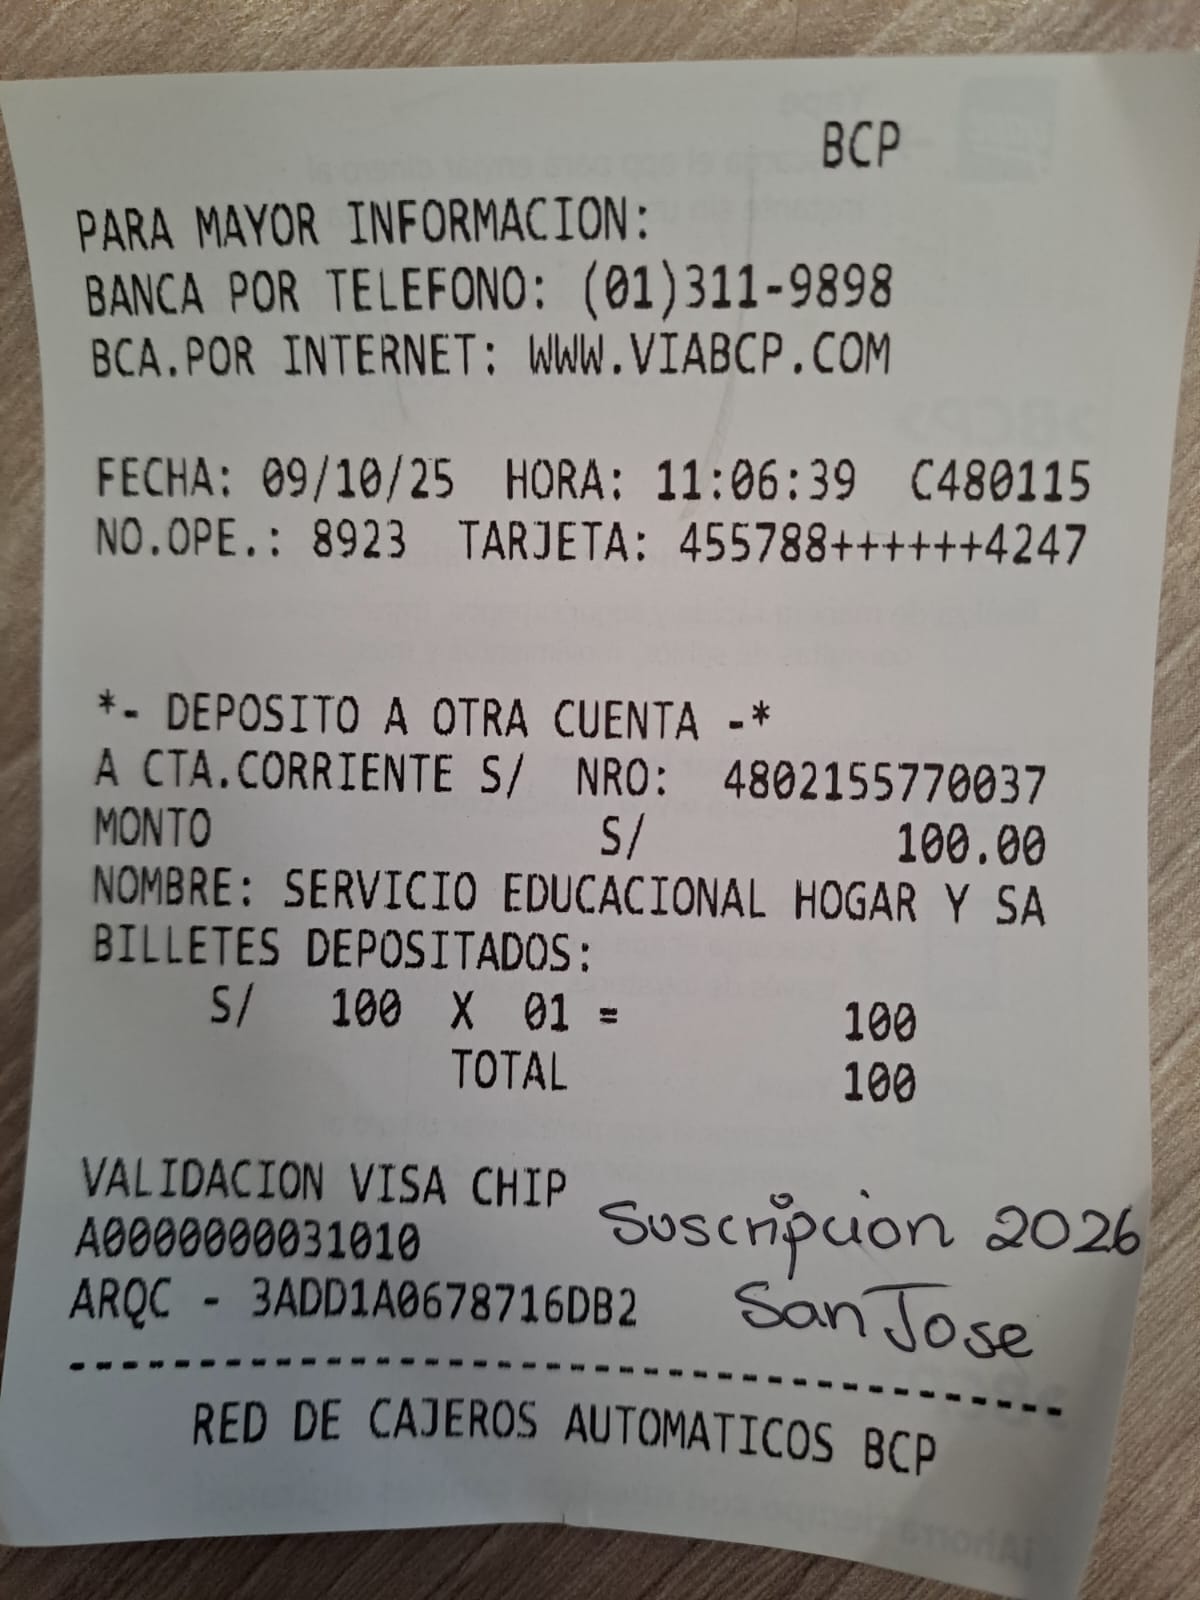 BCP
PARA MAYOR INFORMACION:
BANCA POR TELEFONO: (01)311-9898
BCA.POR INTERNET: WWW.VIABCP.COM
FECHA: 09/10/25 HORA: 11:06:39 C480115
NO.OPE.: 8923 TARJETA: 455788++++++4247
*- DEPOSITO A OTRA CUENTA -*
A CTA.CORRIENTE S/ NRO: 4802155770037
MONTO S/ 100.00
NOMBRE: SERVICIO EDUCACIONAL HOGAR Y SA
BILLETES DEPOSITADOS:
S/ 100 X 01 = 100
TOTAL 100
VALIDACION VISA CHIP
A0000000031010
ARQC - 3ADD1A0678716DB2
Suscripcion 2026
San Jose
--------------------------------------
RED DE CAJEROS AUTOMATICOS BCP